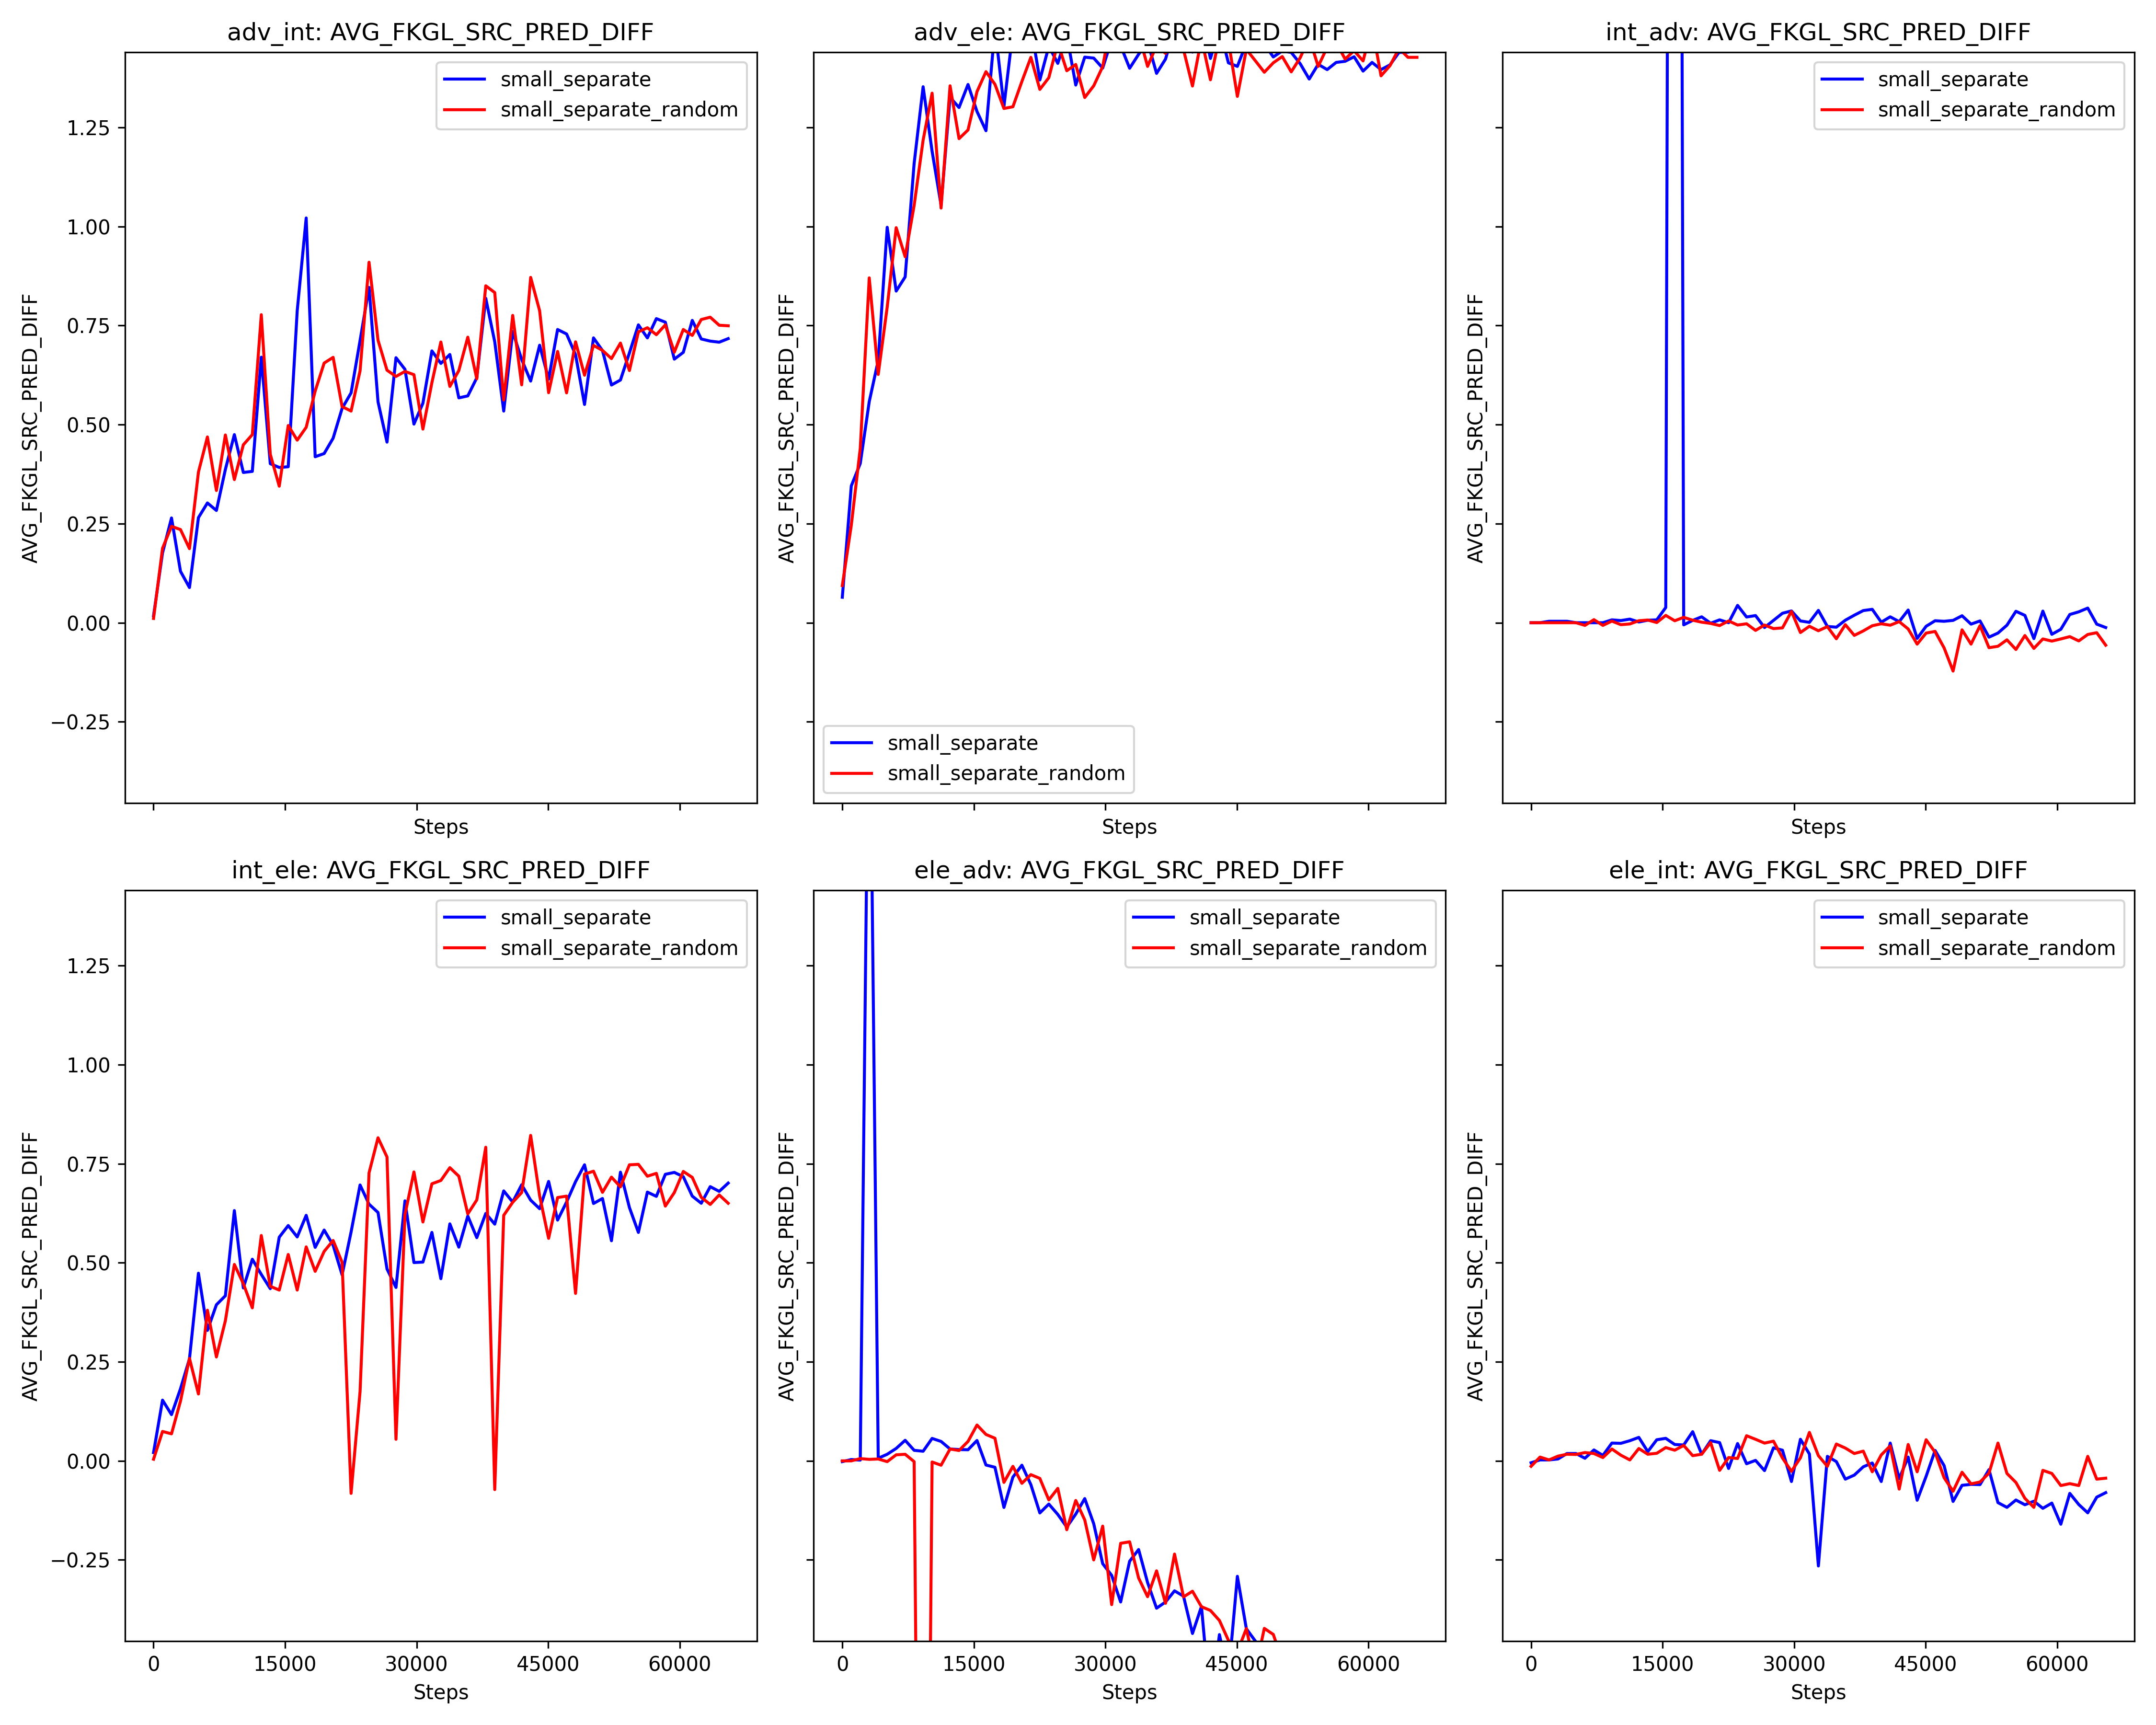 adv_int: AVG_FKGL_SRC_PRED_DIFF
AVG_FKGL_SRC_PRED_DIFF
1.25
1.00
0.75
0.50
0.25
0.00
−0.25
small_separate
small_separate_random
Steps
adv_ele: AVG_FKGL_SRC_PRED_DIFF
AVG_FKGL_SRC_PRED_DIFF
small_separate
small_separate_random
Steps
int_adv: AVG_FKGL_SRC_PRED_DIFF
AVG_FKGL_SRC_PRED_DIFF
small_separate
small_separate_random
Steps
int_ele: AVG_FKGL_SRC_PRED_DIFF
AVG_FKGL_SRC_PRED_DIFF
1.25
1.00
0.75
0.50
0.25
0.00
−0.25
small_separate
small_separate_random
0 15000 30000 45000 60000
Steps
ele_adv: AVG_FKGL_SRC_PRED_DIFF
AVG_FKGL_SRC_PRED_DIFF
small_separate
small_separate_random
0 15000 30000 45000 60000
Steps
ele_int: AVG_FKGL_SRC_PRED_DIFF
AVG_FKGL_SRC_PRED_DIFF
small_separate
small_separate_random
0 15000 30000 45000 60000
Steps